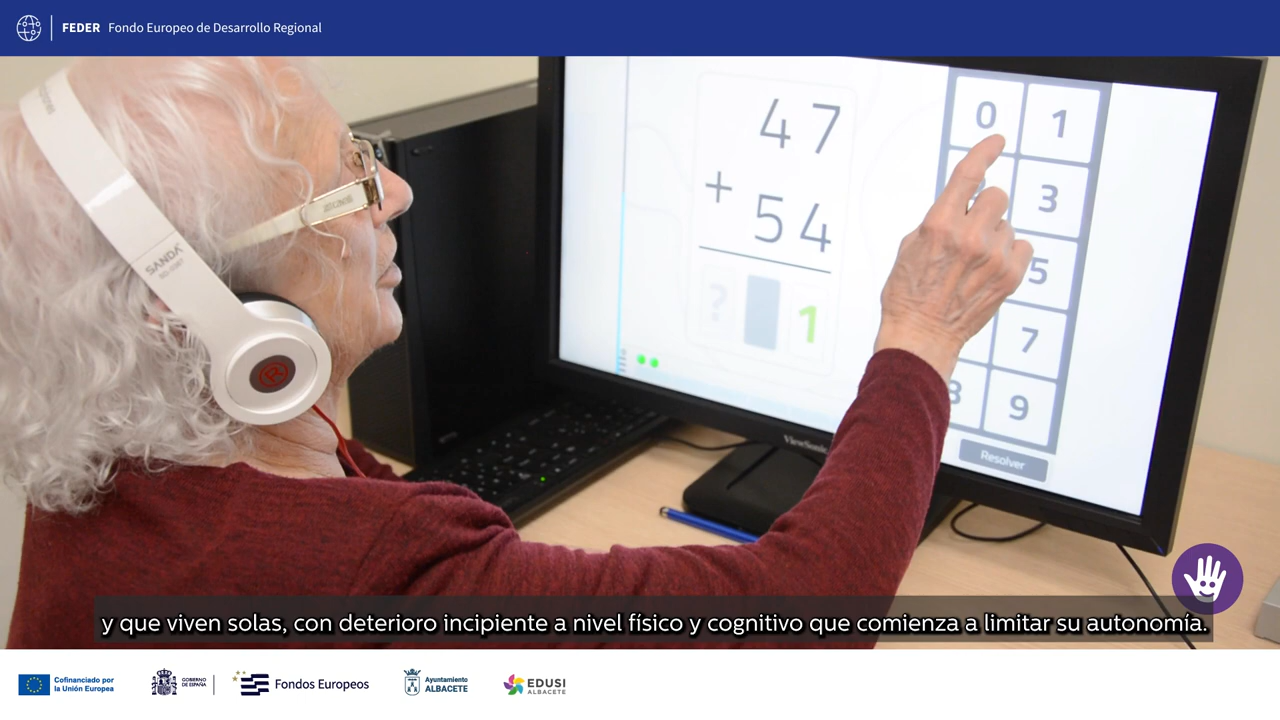 FEDER Fondo Europeo de Desarrollo Regional
47
+
54
? 1
0 1
3
5
7
8 9
Resolver
SANDA
ViewSonic
y que viven solas, con deterioro incipiente a nivel físico y cognitivo que comienza a limitar su autonomía.
Cofinanciado por
la Unión Europea
GOBIERNO
DE ESPAÑA
Fondos Europeos
Ayuntamiento
ALBACETE
EDUSI
ALBACETE